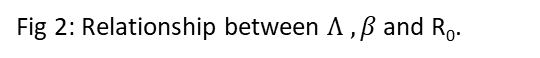 Fig 2: Relationship between Λ , β and R₀.